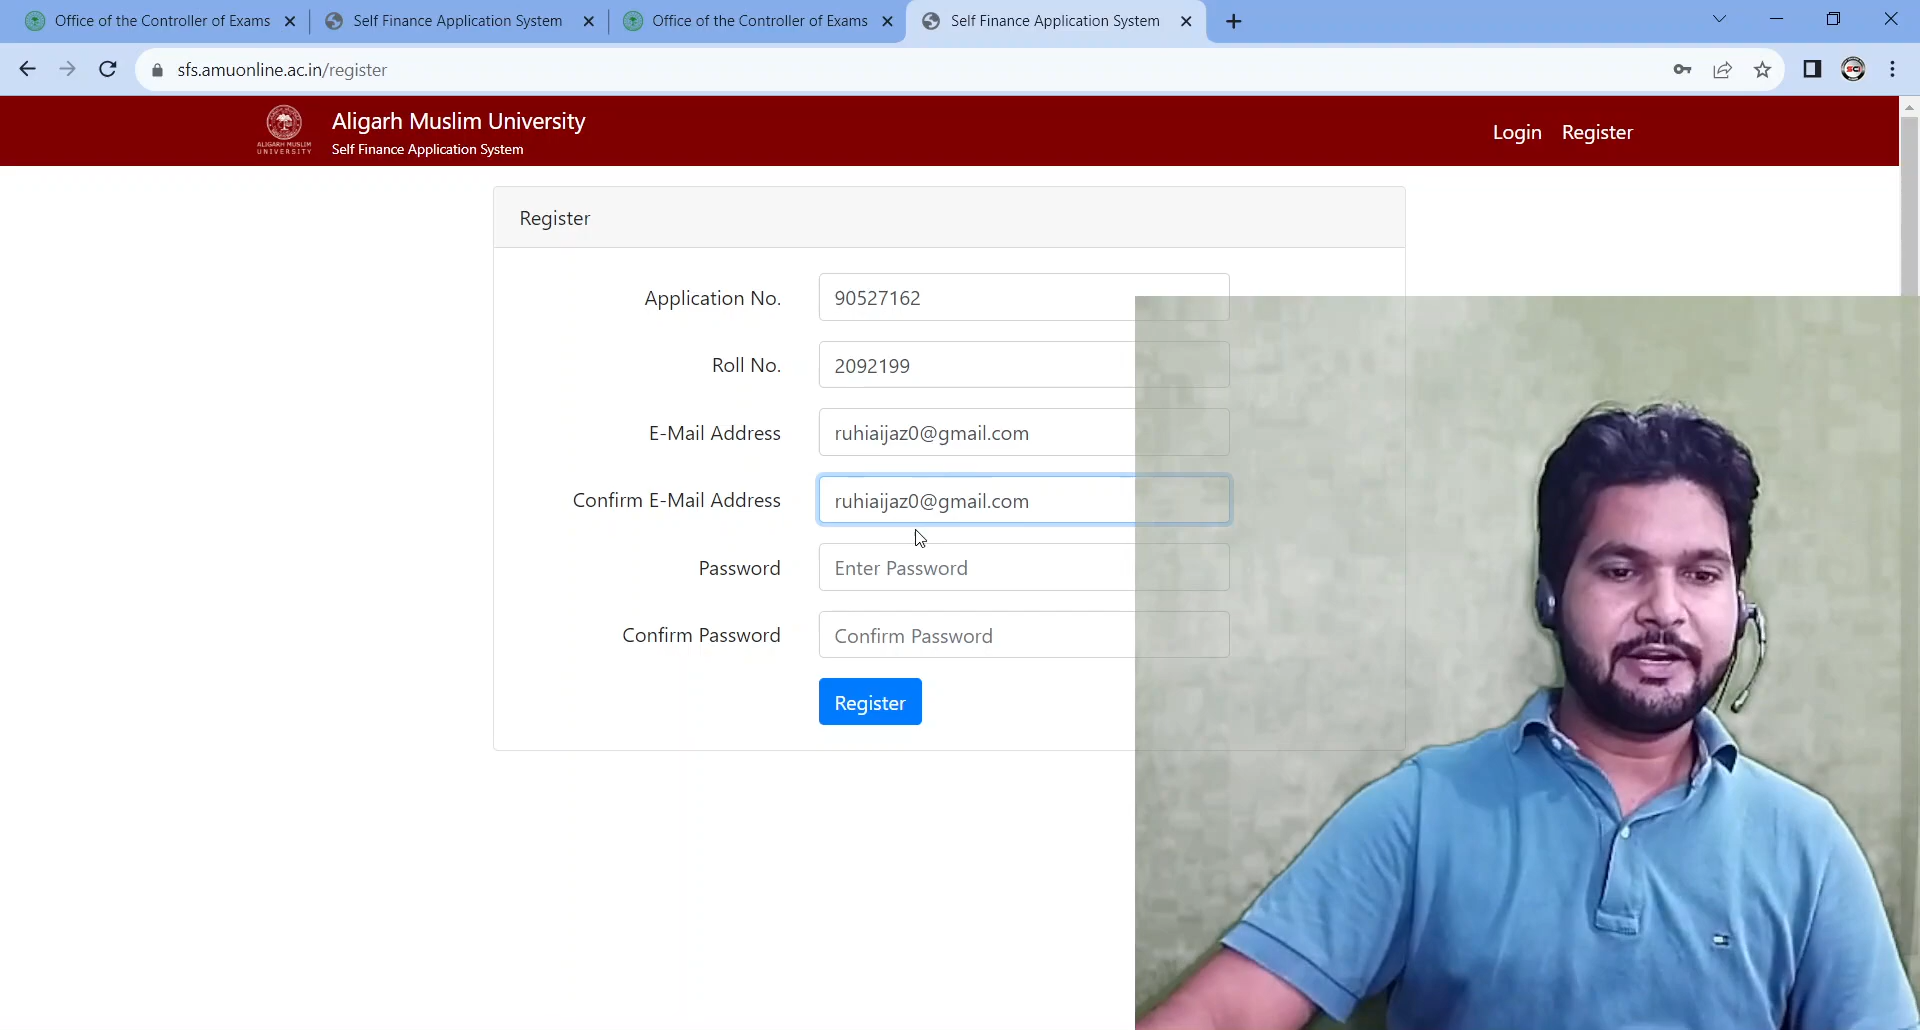 Office of the Controller of Exams
Self Finance Application System
Office of the Controller of Exams
Self Finance Application System
sfs.amuonline.ac.in/register
ALIGARH MUSLIM
UNIVERSITY
Aligarh Muslim University
Self Finance Application System
Login
Register
Register
Application No.
90527162
Roll No.
2092199
E-Mail Address
ruhiaijaz0@gmail.com
Confirm E-Mail Address
ruhiaijaz0@gmail.com
Password
Enter Password
Confirm Password
Confirm Password
Register